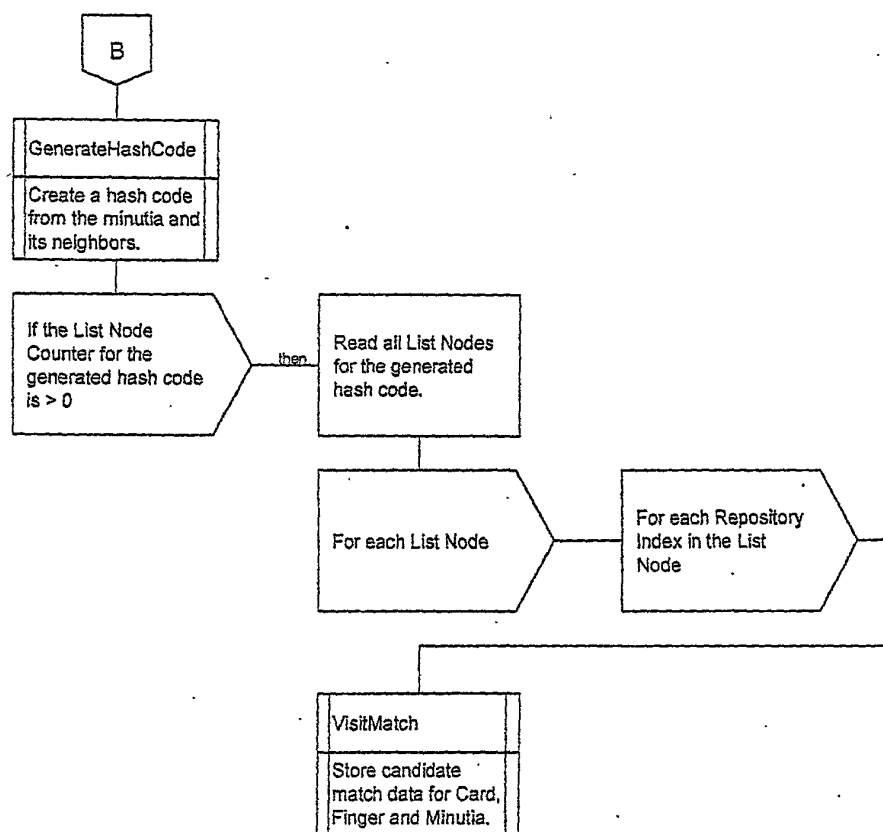 B
GenerateHashCode
Create a hash code
from the minutia and
its neighbors.
If the List Node
Counter for the
generated hash code
is > 0
then
Read all List Nodes
for the generated
hash code.
For each List Node
For each Repository
Index in the List
Node
VisitMatch
Store candidate
match data for Card,
Finger and Minutia.